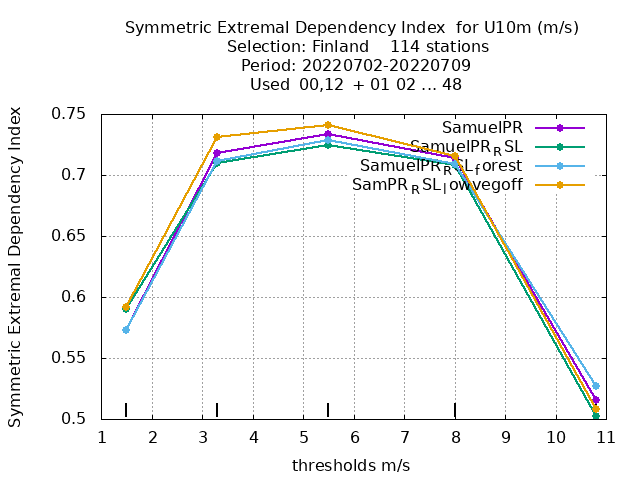 Symmetric Extremal Dependency Index  for U10m (m/s)
Selection: Finland    114 stations
Period: 20220702-20220709
Used  00,12  + 01 02 ... 48
Symmetric Extremal Dependency Index
0.75
0.7
0.65
0.6
0.55
0.5
SamuelPR
SamuelPR_RSL
SamuelPR_RSL_forest
SamPR_RSL_lowvegoff
1 2 3 4 5 6 7 8 9 10 11
thresholds m/s